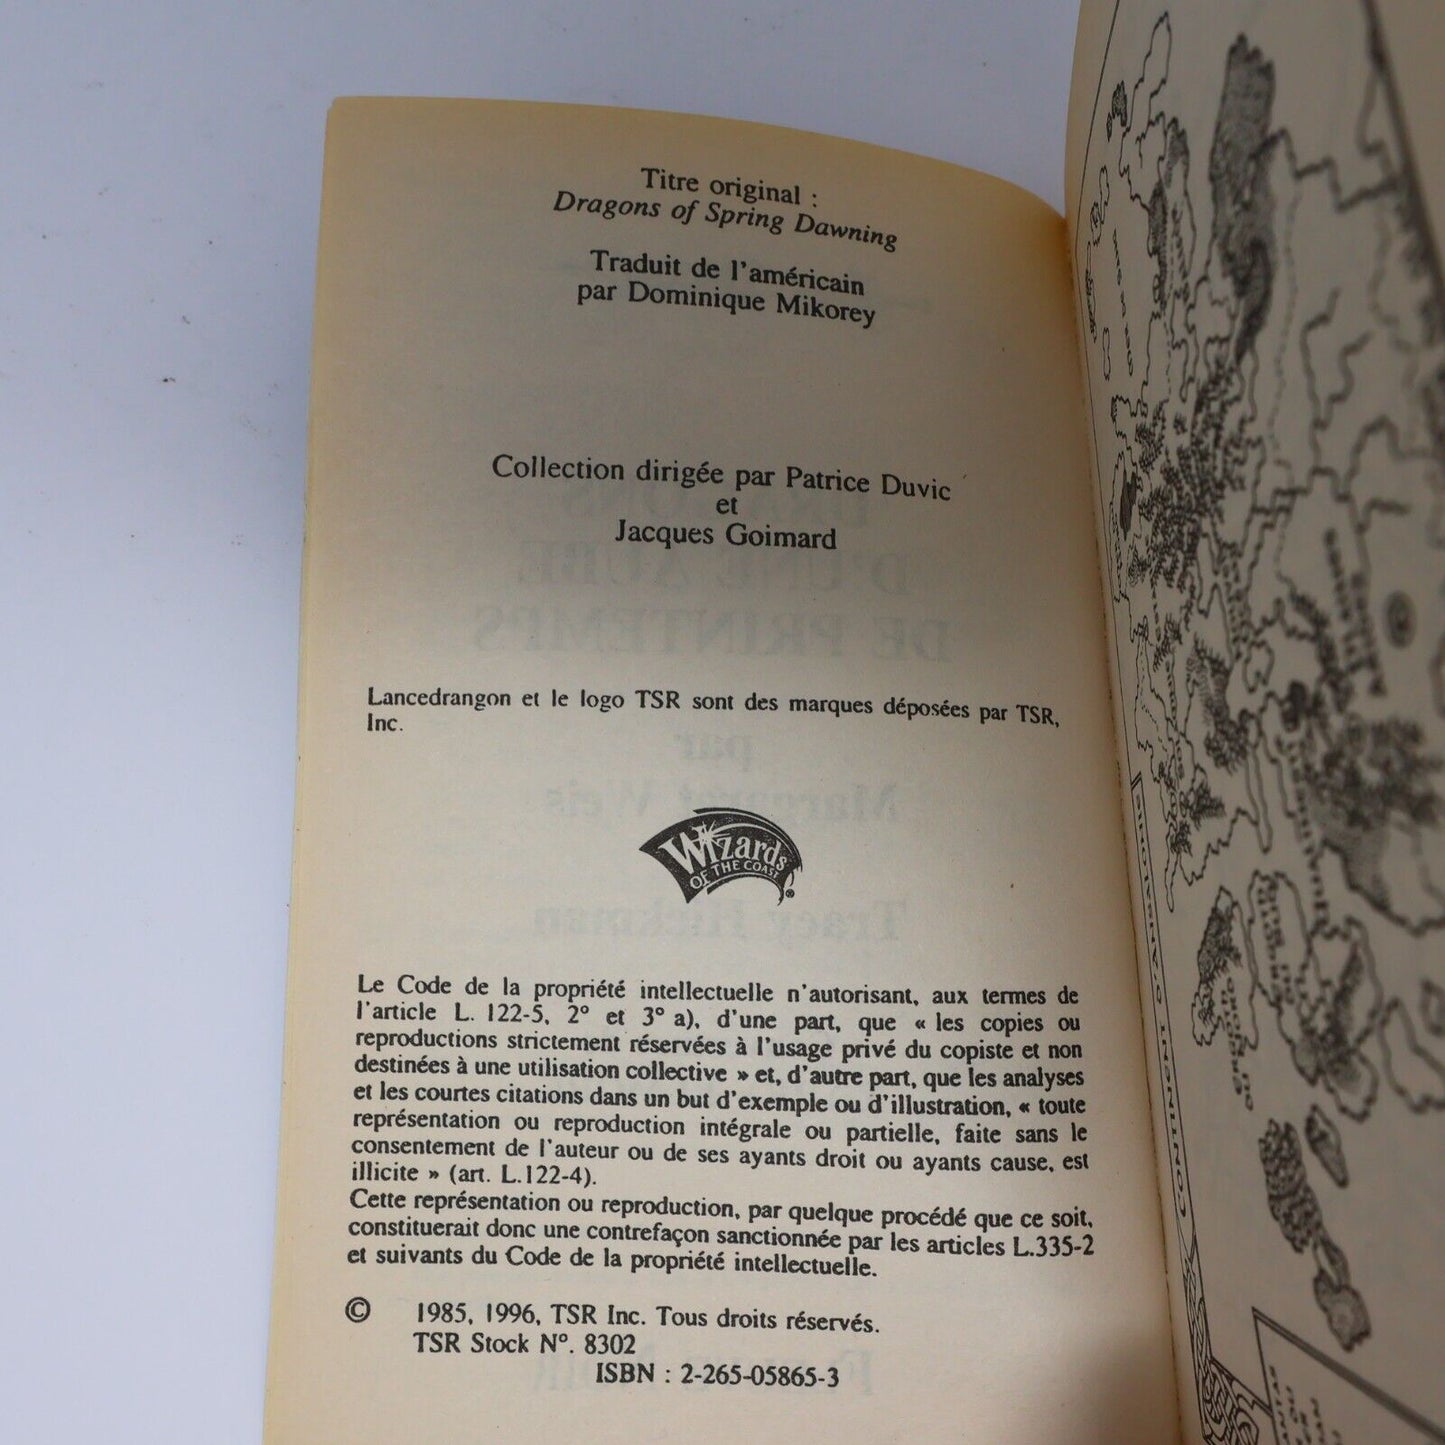 Titre original :
Dragons of Spring Dawning
Traduit de l'américain
par Dominique Mikorey
Collection dirigée par Patrice Duvic
et
Jacques Goimard
Lancedrangon et le logo TSR sont des marques déposées par TSR,
Inc.
Wizards
OF THE COAST
®
Le Code de la propriété intellectuelle n'autorisant, aux termes de
l'article L. 122-5, 2° et 3° a), d'une part, que « les copies ou
reproductions strictement réservées à l'usage privé du copiste et non
destinées à une utilisation collective » et, d'autre part, que les analyses
et les courtes citations dans un but d'exemple ou d'illustration, « toute
représentation ou reproduction intégrale ou partielle, faite sans le
consentement de l'auteur ou de ses ayants droit ou ayants cause, est
illicite » (art. L.122-4).
Cette représentation ou reproduction, par quelque procédé que ce soit,
constituerait donc une contrefaçon sanctionnée par les articles L.335-2
et suivants du Code de la propriété intellectuelle.
© 1985, 1996, TSR Inc. Tous droits réservés.
TSR Stock N°. 8302
ISBN : 2-265-05865-3
CONTINENT D'ANSALONIE